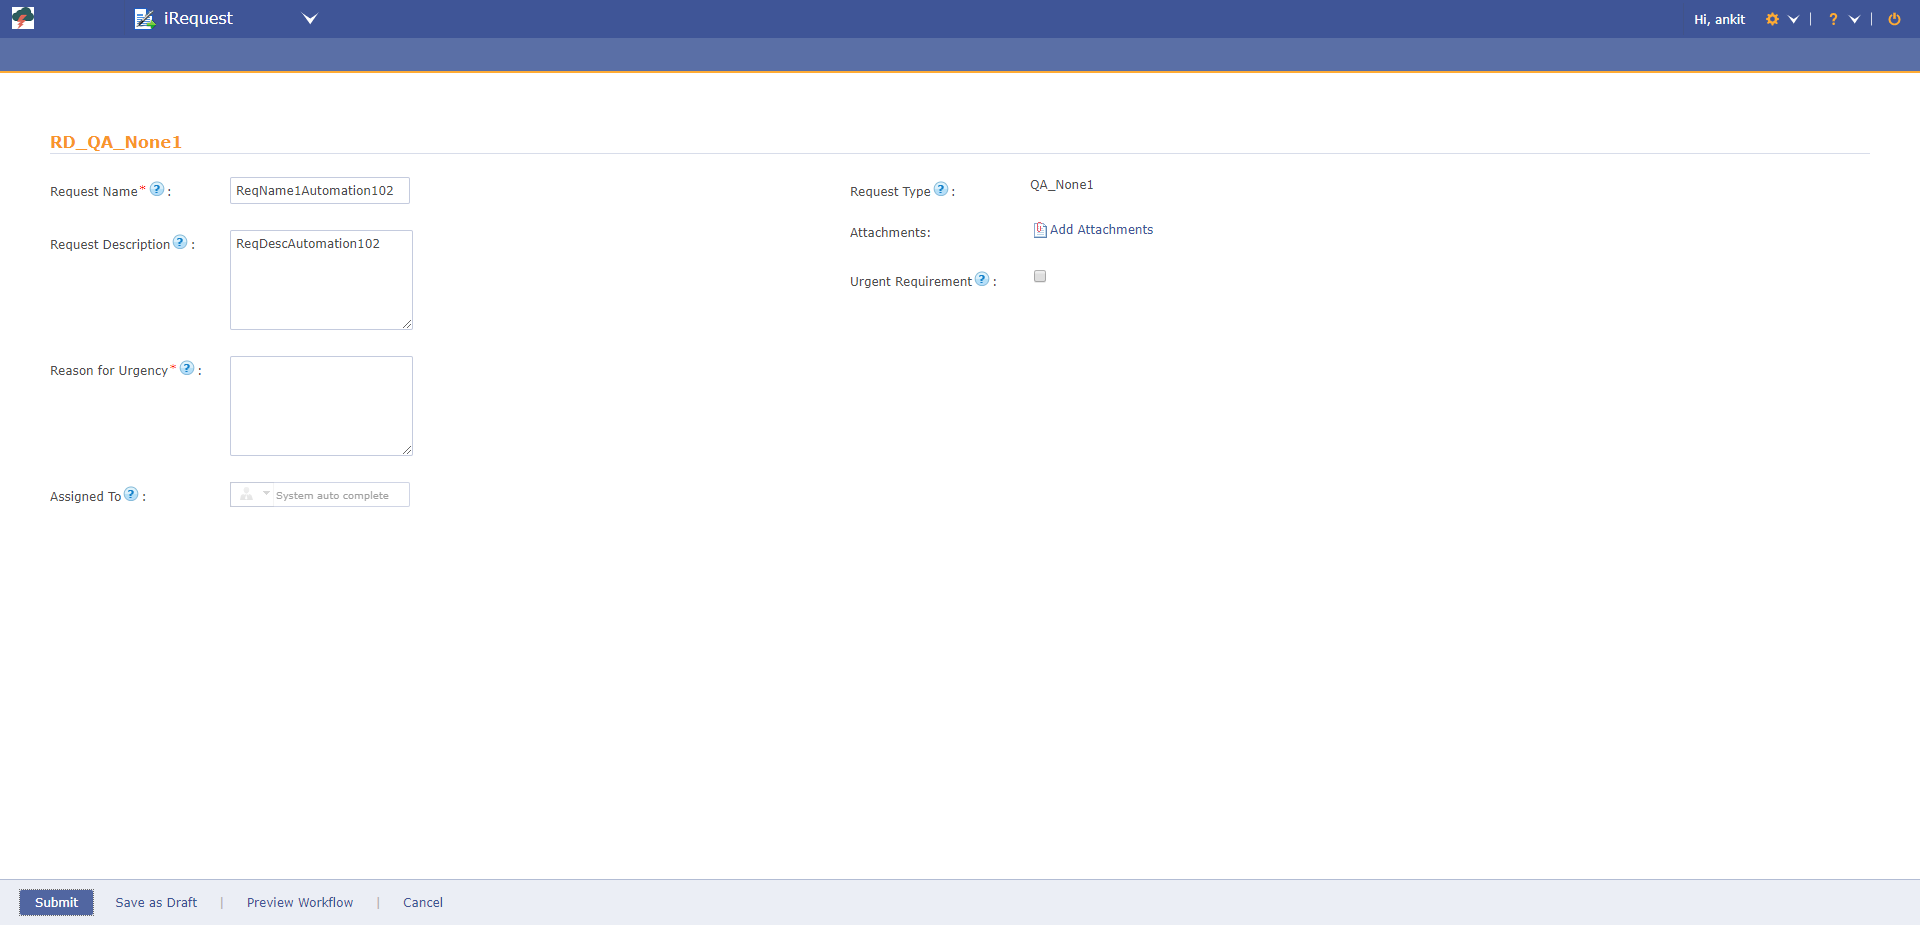 iRequest
Hi, ankit | ? |
RD_QA_None1
Request Name* ? : ReqName1Automation102
Request Type ? : QA_None1
Request Description ? : ReqDescAutomation102
Attachments: Add Attachments
Urgent Requirement ? :
Reason for Urgency* ? :
Assigned To ? : System auto complete
Submit Save as Draft | Preview Workflow | Cancel